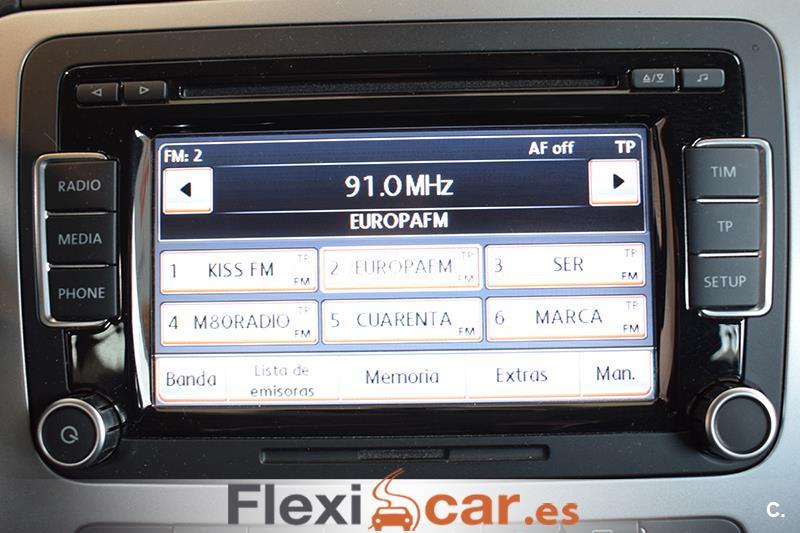 FM: 2 AF off TP
91.0 MHz
EUROPAFM
RADIO
MEDIA
PHONE
TIM
TP
SETUP
1 KISS FM TP FM
2 EUROPAFM TP FM
3 SER TP FM
4 M80RADIO TP FM
5 CUARENTA FM
6 MARCA TP FM
Banda
Lista de
emisoras
Memoria
Extras
Man.
Flexicar.es
C.